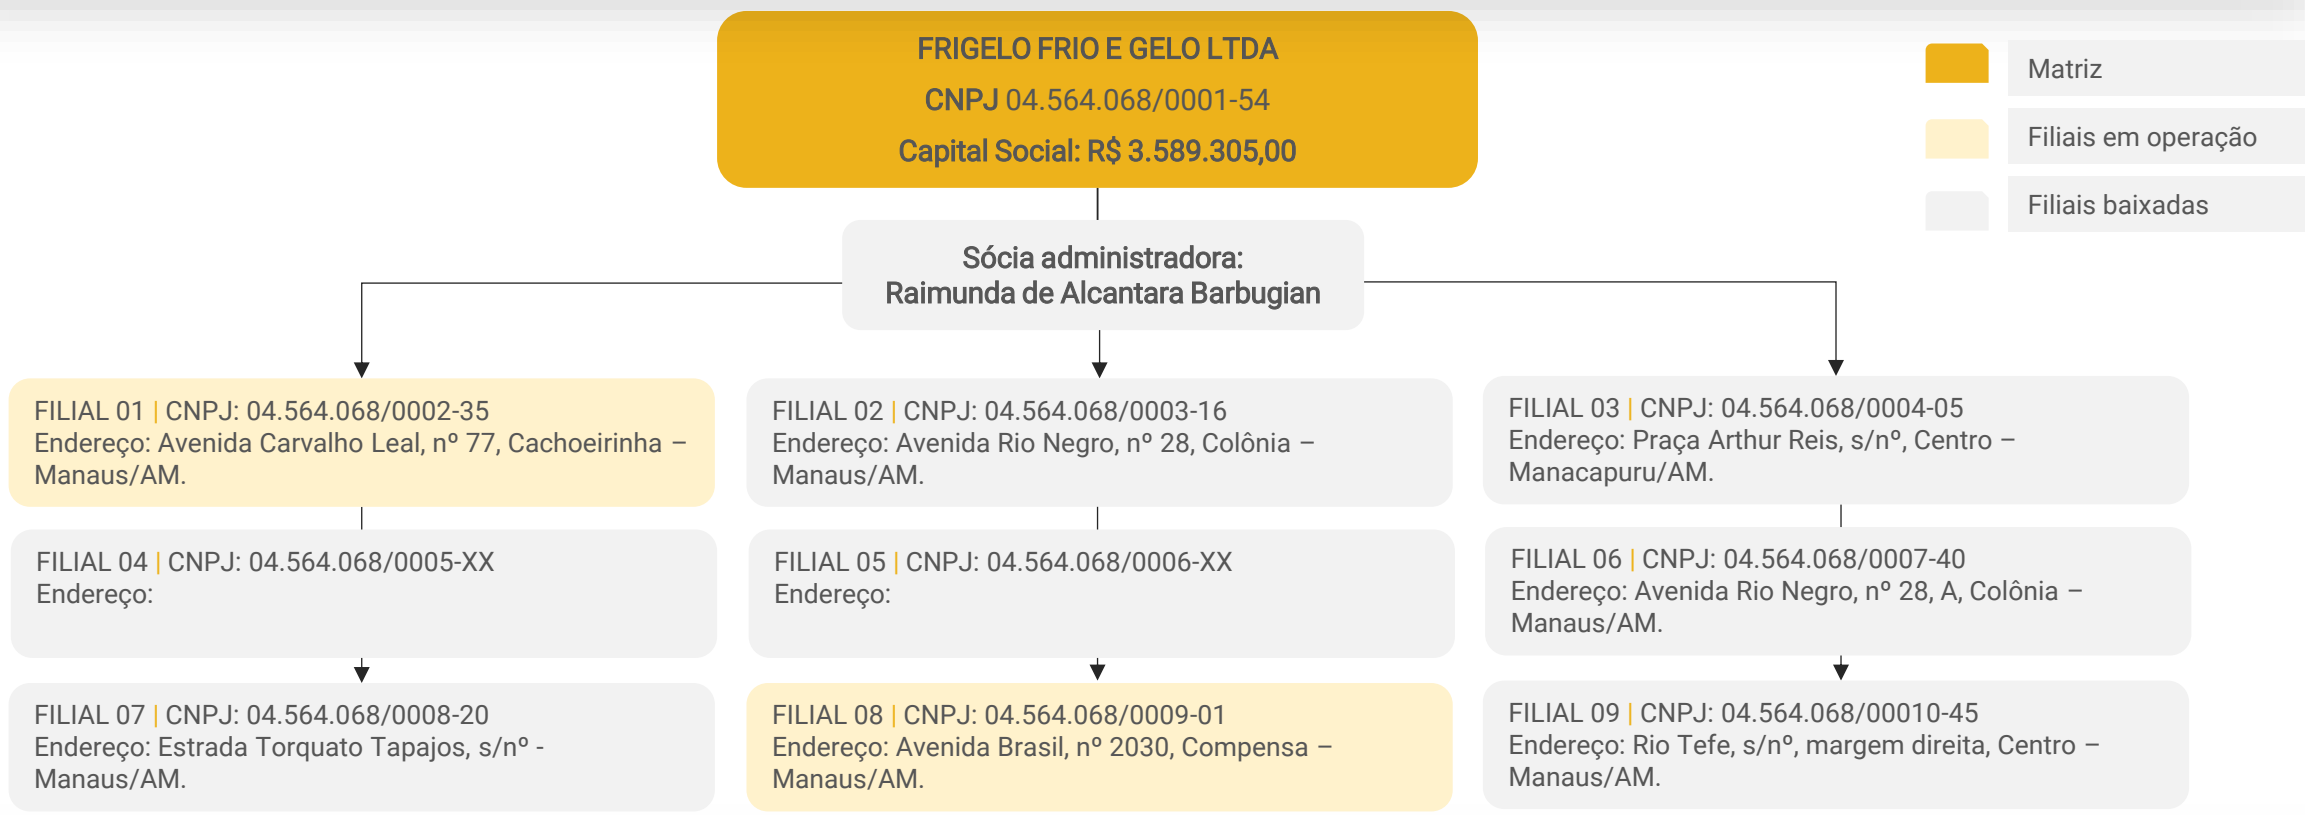 FRIGELO FRIO E GELO LTDA
CNPJ 04.564.068/0001-54
Capital Social: R$ 3.589.305,00
Matriz
Filiais em operação
Filiais baixadas
Sócia administradora:
Raimunda de Alcantara Barbugian
FILIAL 01 | CNPJ: 04.564.068/0002-35
Endereço: Avenida Carvalho Leal, nº 77, Cachoeirinha –
Manaus/AM.
FILIAL 02 | CNPJ: 04.564.068/0003-16
Endereço: Avenida Rio Negro, nº 28, Colônia –
Manaus/AM.
FILIAL 03 | CNPJ: 04.564.068/0004-05
Endereço: Praça Arthur Reis, s/nº, Centro –
Manacapuru/AM.
FILIAL 04 | CNPJ: 04.564.068/0005-XX
Endereço:
FILIAL 05 | CNPJ: 04.564.068/0006-XX
Endereço:
FILIAL 06 | CNPJ: 04.564.068/0007-40
Endereço: Avenida Rio Negro, nº 28, A, Colônia –
Manaus/AM.
FILIAL 07 | CNPJ: 04.564.068/0008-20
Endereço: Estrada Torquato Tapajos, s/nº -
Manaus/AM.
FILIAL 08 | CNPJ: 04.564.068/0009-01
Endereço: Avenida Brasil, nº 2030, Compensa –
Manaus/AM.
FILIAL 09 | CNPJ: 04.564.068/00010-45
Endereço: Rio Tefe, s/nº, margem direita, Centro –
Manaus/AM.